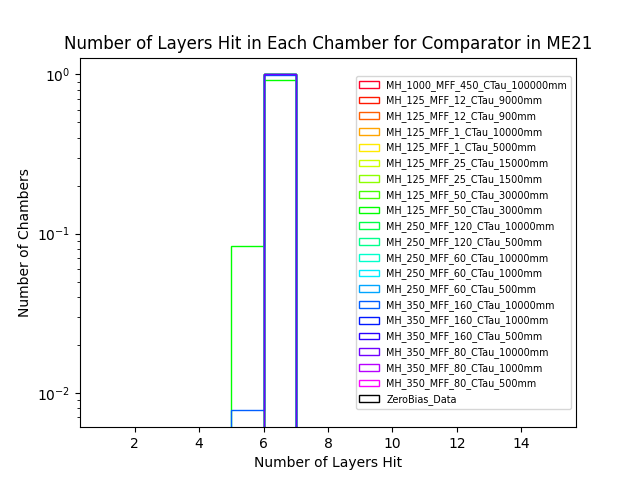 Number of Layers Hit in Each Chamber for Comparator in ME21
Number of Chambers
10⁰
10⁻¹
10⁻²
MH_1000_MFF_450_CTau_100000mm
MH_125_MFF_12_CTau_9000mm
MH_125_MFF_12_CTau_900mm
MH_125_MFF_1_CTau_10000mm
MH_125_MFF_1_CTau_5000mm
MH_125_MFF_25_CTau_15000mm
MH_125_MFF_25_CTau_1500mm
MH_125_MFF_50_CTau_30000mm
MH_125_MFF_50_CTau_3000mm
MH_250_MFF_120_CTau_10000mm
MH_250_MFF_120_CTau_500mm
MH_250_MFF_60_CTau_10000mm
MH_250_MFF_60_CTau_1000mm
MH_250_MFF_60_CTau_500mm
MH_350_MFF_160_CTau_10000mm
MH_350_MFF_160_CTau_1000mm
MH_350_MFF_160_CTau_500mm
MH_350_MFF_80_CTau_10000mm
MH_350_MFF_80_CTau_1000mm
MH_350_MFF_80_CTau_500mm
ZeroBias_Data
2 4 6 8 10 12 14
Number of Layers Hit